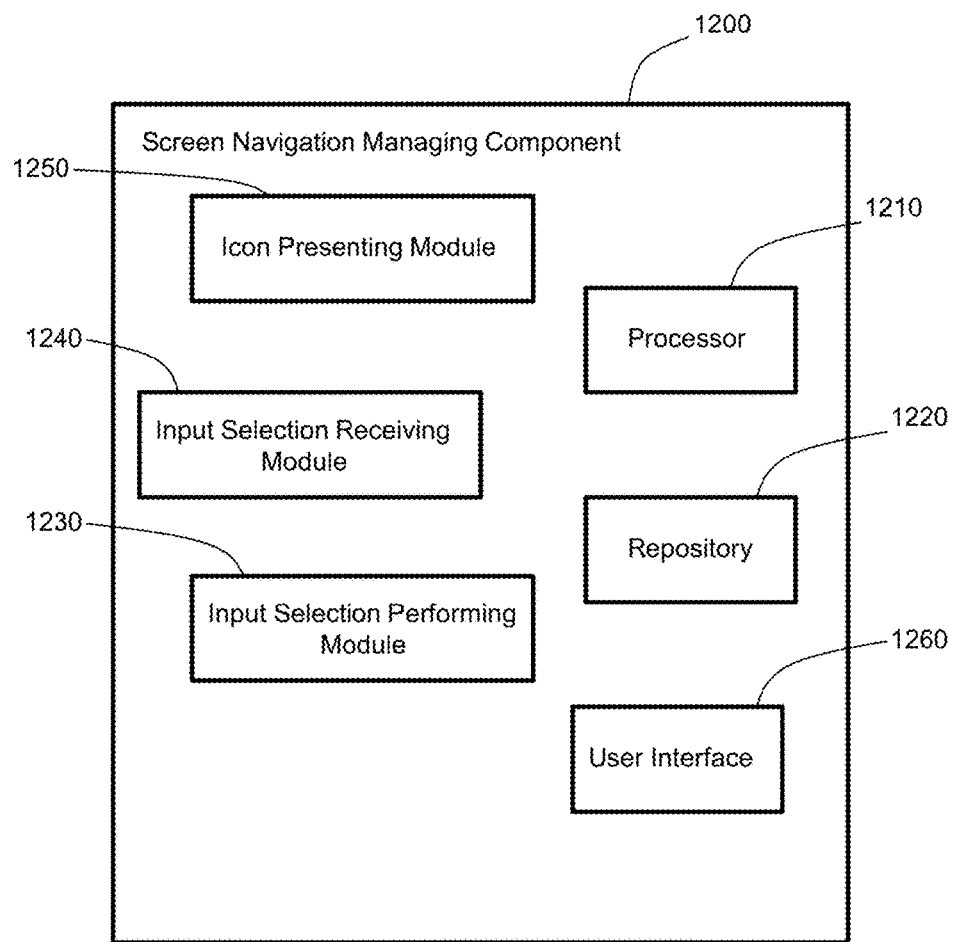 1200
Screen Navigation Managing Component
1250
Icon Presenting Module
1210
Processor
1240
Input Selection Receiving
Module
1220
Repository
1230
Input Selection Performing
Module
1260
User Interface